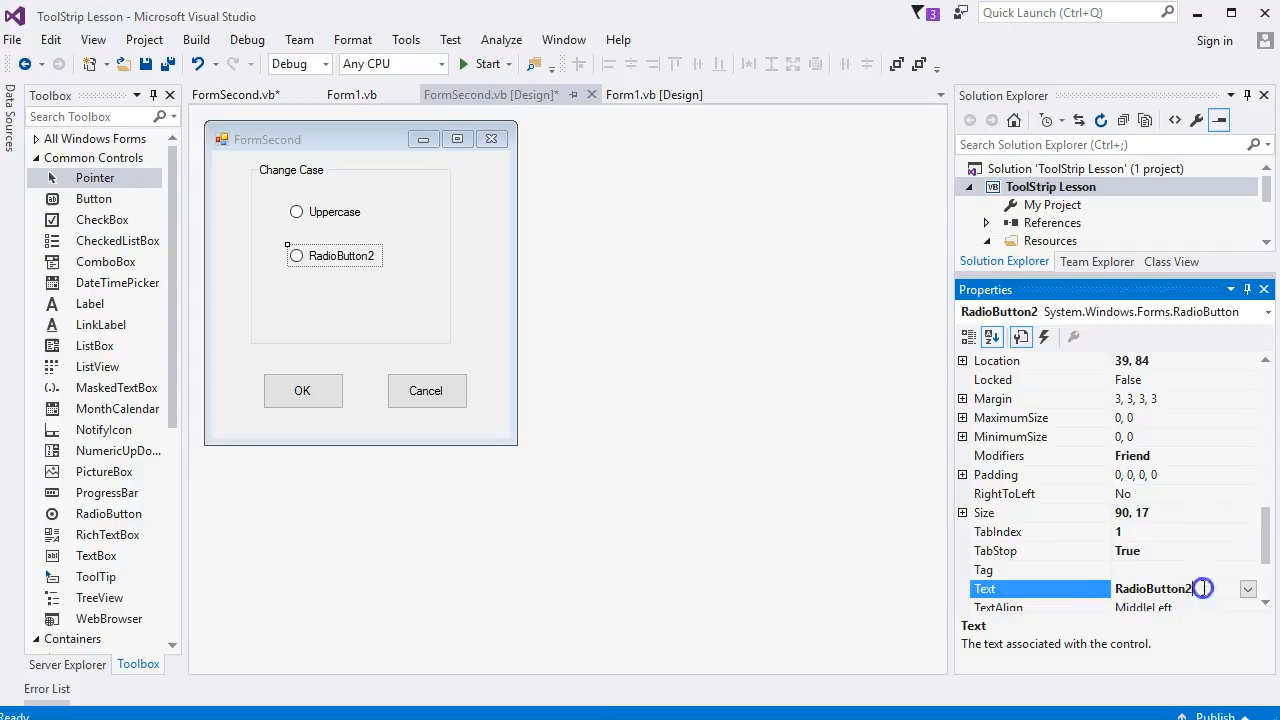 ToolStrip Lesson - Microsoft Visual Studio
3
Quick Launch (Ctrl+Q)
File Edit View Project Build Debug Team Format Tools Test Analyze Window Help
Sign in
Debug Any CPU Start
Data Sources
Toolbox
FormSecond.vb* Form1.vb FormSecond.vb [Design]* Form1.vb [Design]
Search Toolbox
All Windows Forms
Common Controls
Pointer
Button
CheckBox
CheckedListBox
ComboBox
DateTimePicker
Label
LinkLabel
ListBox
ListView
MaskedTextBox
MonthCalendar
NotifyIcon
NumericUpDo...
PictureBox
ProgressBar
RadioButton
RichTextBox
TextBox
ToolTip
TreeView
WebBrowser
Containers
Server Explorer Toolbox
Error List
Ready
FormSecond
Change Case
Uppercase
RadioButton2
OK Cancel
Solution Explorer
Search Solution Explorer (Ctrl+;)
Solution 'ToolStrip Lesson' (1 project)
VB ToolStrip Lesson
My Project
References
Resources
Solution Explorer Team Explorer Class View
Properties
RadioButton2 System.Windows.Forms.RadioButton
Location 39, 84
Locked False
Margin 3, 3, 3, 3
MaximumSize 0, 0
MinimumSize 0, 0
Modifiers Friend
Padding 0, 0, 0, 0
RightToLeft No
Size 90, 17
TabIndex 1
TabStop True
Tag
Text RadioButton2
TextAlign MiddleLeft
Text
The text associated with the control.
Publish